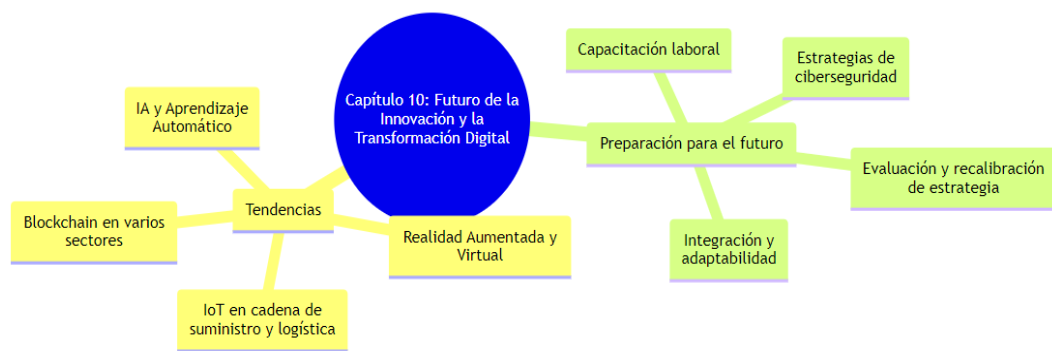 Capítulo 10: Futuro de la
Innovación y la
Transformación Digital
Tendencias
IA y Aprendizaje
Automático
Blockchain en varios
sectores
IoT en cadena de
suministro y logística
Realidad Aumentada y
Virtual
Preparación para el futuro
Capacitación laboral
Estrategias de
ciberseguridad
Evaluación y recalibración
de estrategia
Integración y
adaptabilidad